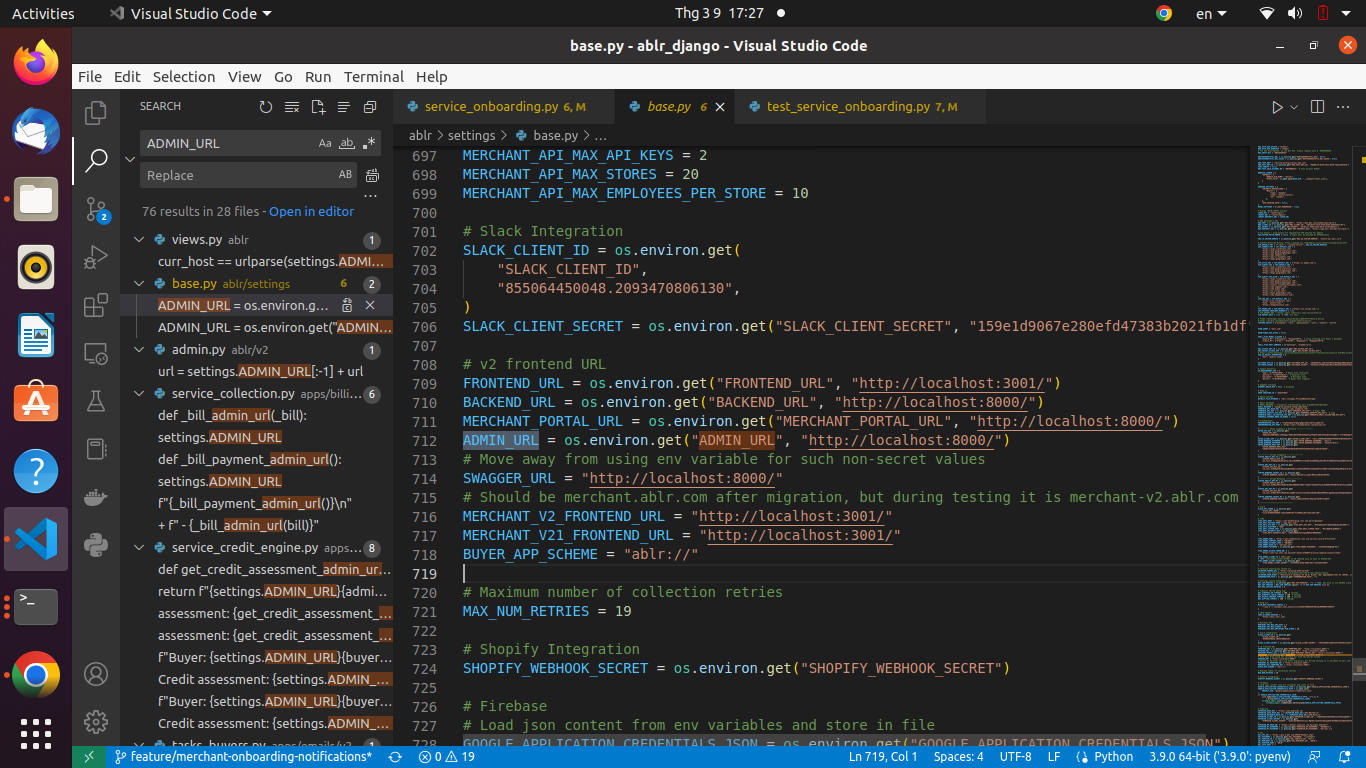 Activities
Visual Studio Code
Thg 3 9 17:27
en
base.py - ablr_django - Visual Studio Code
File Edit Selection View Go Run Terminal Help
SEARCH
ADMIN_URL
Aa ab .*
Replace
AB
76 results in 28 files - Open in editor
views.py ablr 1
curr_host == urlparse(settings.ADMI...
base.py ablr/settings 6 2
ADMIN_URL = os.environ.g...
ADMIN_URL = os.environ.get("ADMIN...
admin.py ablr/v2 1
url = settings.ADMIN_URL[:-1] + url
service_collection.py apps/billi... 6
def _bill_admin_url(_bill):
settings.ADMIN_URL
def _bill_payment_admin_url():
settings.ADMIN_URL
f"{_bill_payment_admin_url()}\n"
+ f" - {_bill_admin_url(bill)}"
service_credit_engine.py apps... 8
def get_credit_assessment_admin_ur...
return f"{settings.ADMIN_URL}{admi...
assessment: {get_credit_assessment_...
assessment: {get_credit_assessment_...
f"Buyer: {settings.ADMIN_URL}{buyer...
Credit assessment: {settings.ADMIN_...
f"Buyer: {settings.ADMIN_URL}{buyer...
Credit assessment: {settings.ADMIN_...
tasks_buyers.py apps/emails/v2 1
2
service_onboarding.py 6, M
base.py 6
test_service_onboarding.py 7, M
ablr > settings > base.py > ...
697 MERCHANT_API_MAX_API_KEYS = 2
698 MERCHANT_API_MAX_STORES = 20
699 MERCHANT_API_MAX_EMPLOYEES_PER_STORE = 10
700
701 # Slack Integration
702 SLACK_CLIENT_ID = os.environ.get(
703 "SLACK_CLIENT_ID",
704 "855064450048.2093470806130",
705 )
706 SLACK_CLIENT_SECRET = os.environ.get("SLACK_CLIENT_SECRET", "159e1d9067e280efd47383b2021fb1df
707
708 # v2 frontend URL
709 FRONTEND_URL = os.environ.get("FRONTEND_URL", "http://localhost:3001/")
710 BACKEND_URL = os.environ.get("BACKEND_URL", "http://localhost:8000/")
711 MERCHANT_PORTAL_URL = os.environ.get("MERCHANT_PORTAL_URL", "http://localhost:8000/")
712 ADMIN_URL = os.environ.get("ADMIN_URL", "http://localhost:8000/")
713 # Move away from using env variable for such non-secret values
714 SWAGGER_URL = "http://localhost:8000/"
715 # Should be merchant.ablr.com after migration, but during testing it is merchant-v2.ablr.com
716 MERCHANT_V2_FRONTEND_URL = "http://localhost:3001/"
717 MERCHANT_V21_FRONTEND_URL = "http://localhost:3001/"
718 BUYER_APP_SCHEME = "ablr://"
719
720 # Maximum number of collection retries
721 MAX_NUM_RETRIES = 19
722
723 # Shopify Integration
724 SHOPIFY_WEBHOOK_SECRET = os.environ.get("SHOPIFY_WEBHOOK_SECRET")
725
726 # Firebase
727 # Load json content from env variables and store in file
728 GOOGLE_APPLICATION_CREDENTIALS_JSON = os.environ.get("GOOGLE_APPLICATION_CREDENTIALS_JSON")
feature/merchant-onboarding-notifications* 0 19 Ln 719, Col 1 Spaces: 4 UTF-8 LF Python 3.9.0 64-bit ('3.9.0': pyenv)